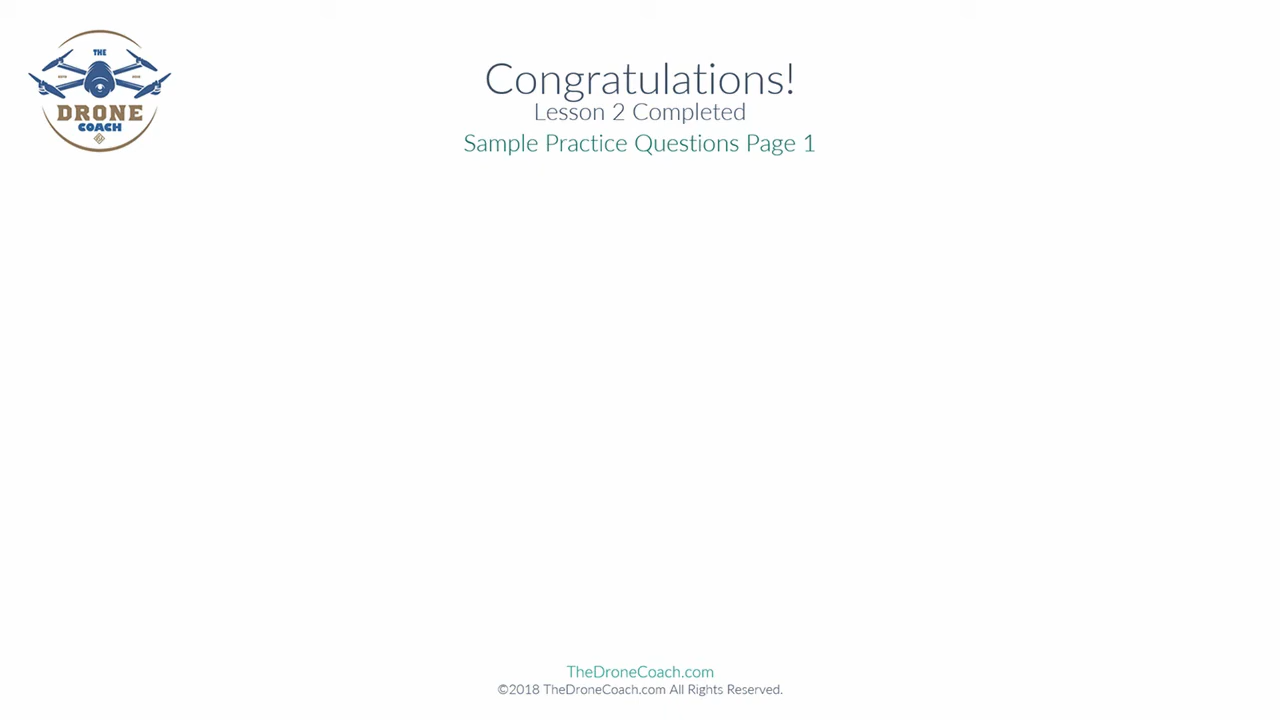 THE
DRONE
COACH
Congratulations!
Lesson 2 Completed
Sample Practice Questions Page 1
TheDroneCoach.com
©2018 TheDroneCoach.com All Rights Reserved.